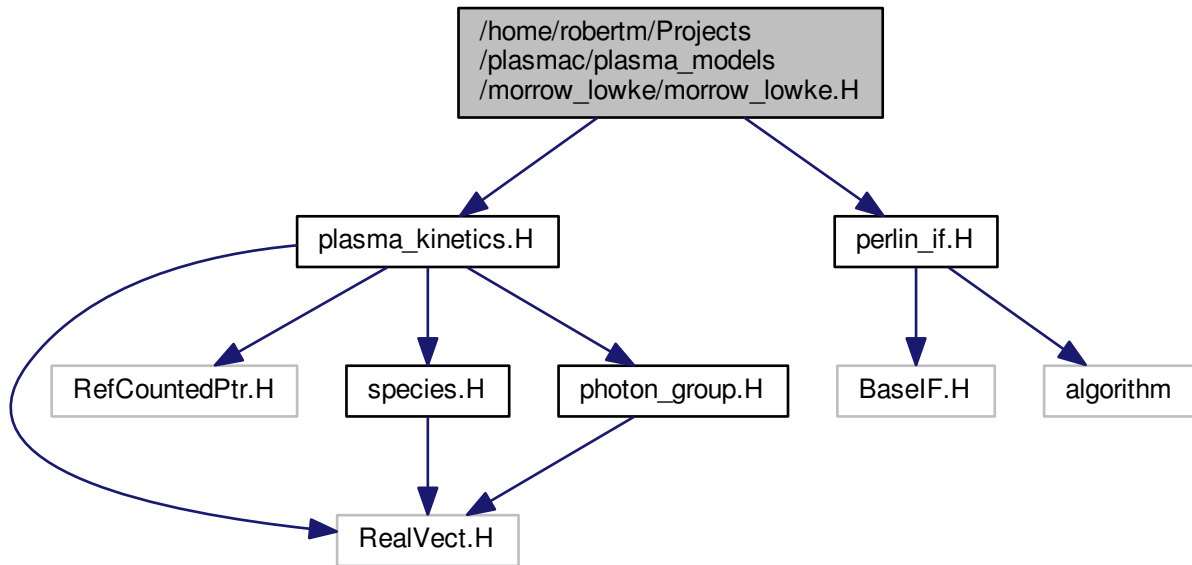 /home/robertm/Projects
/plasmac/plasma_models
/morrow_lowke/morrow_lowke.H
plasma_kinetics.H
perlin_if.H
RefCountedPtr.H
species.H
photon_group.H
BaseIF.H
algorithm
RealVect.H